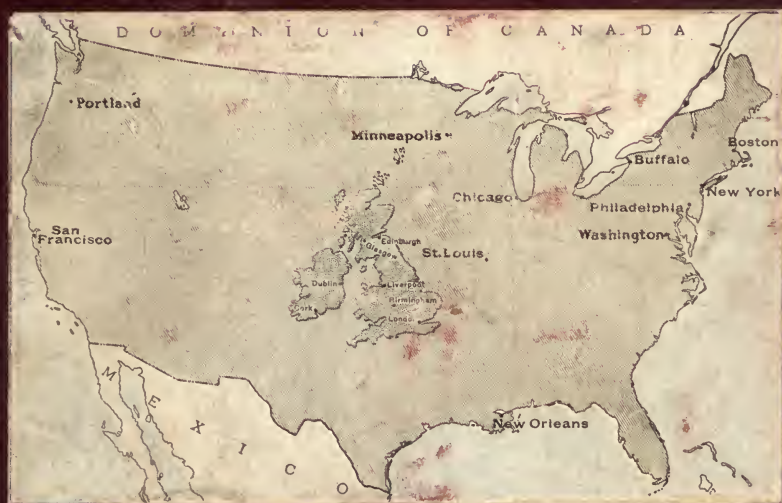 DOMINION OF CANADA
Portland
Minneapolis
Boston
Buffalo
Chicago
New York
Philadelphia
San
Francisco
Washington
St. Louis
Edinburgh
Glasgow
Dublin
Liverpool
Birmingham
Cork
London
New Orleans
MEXICO